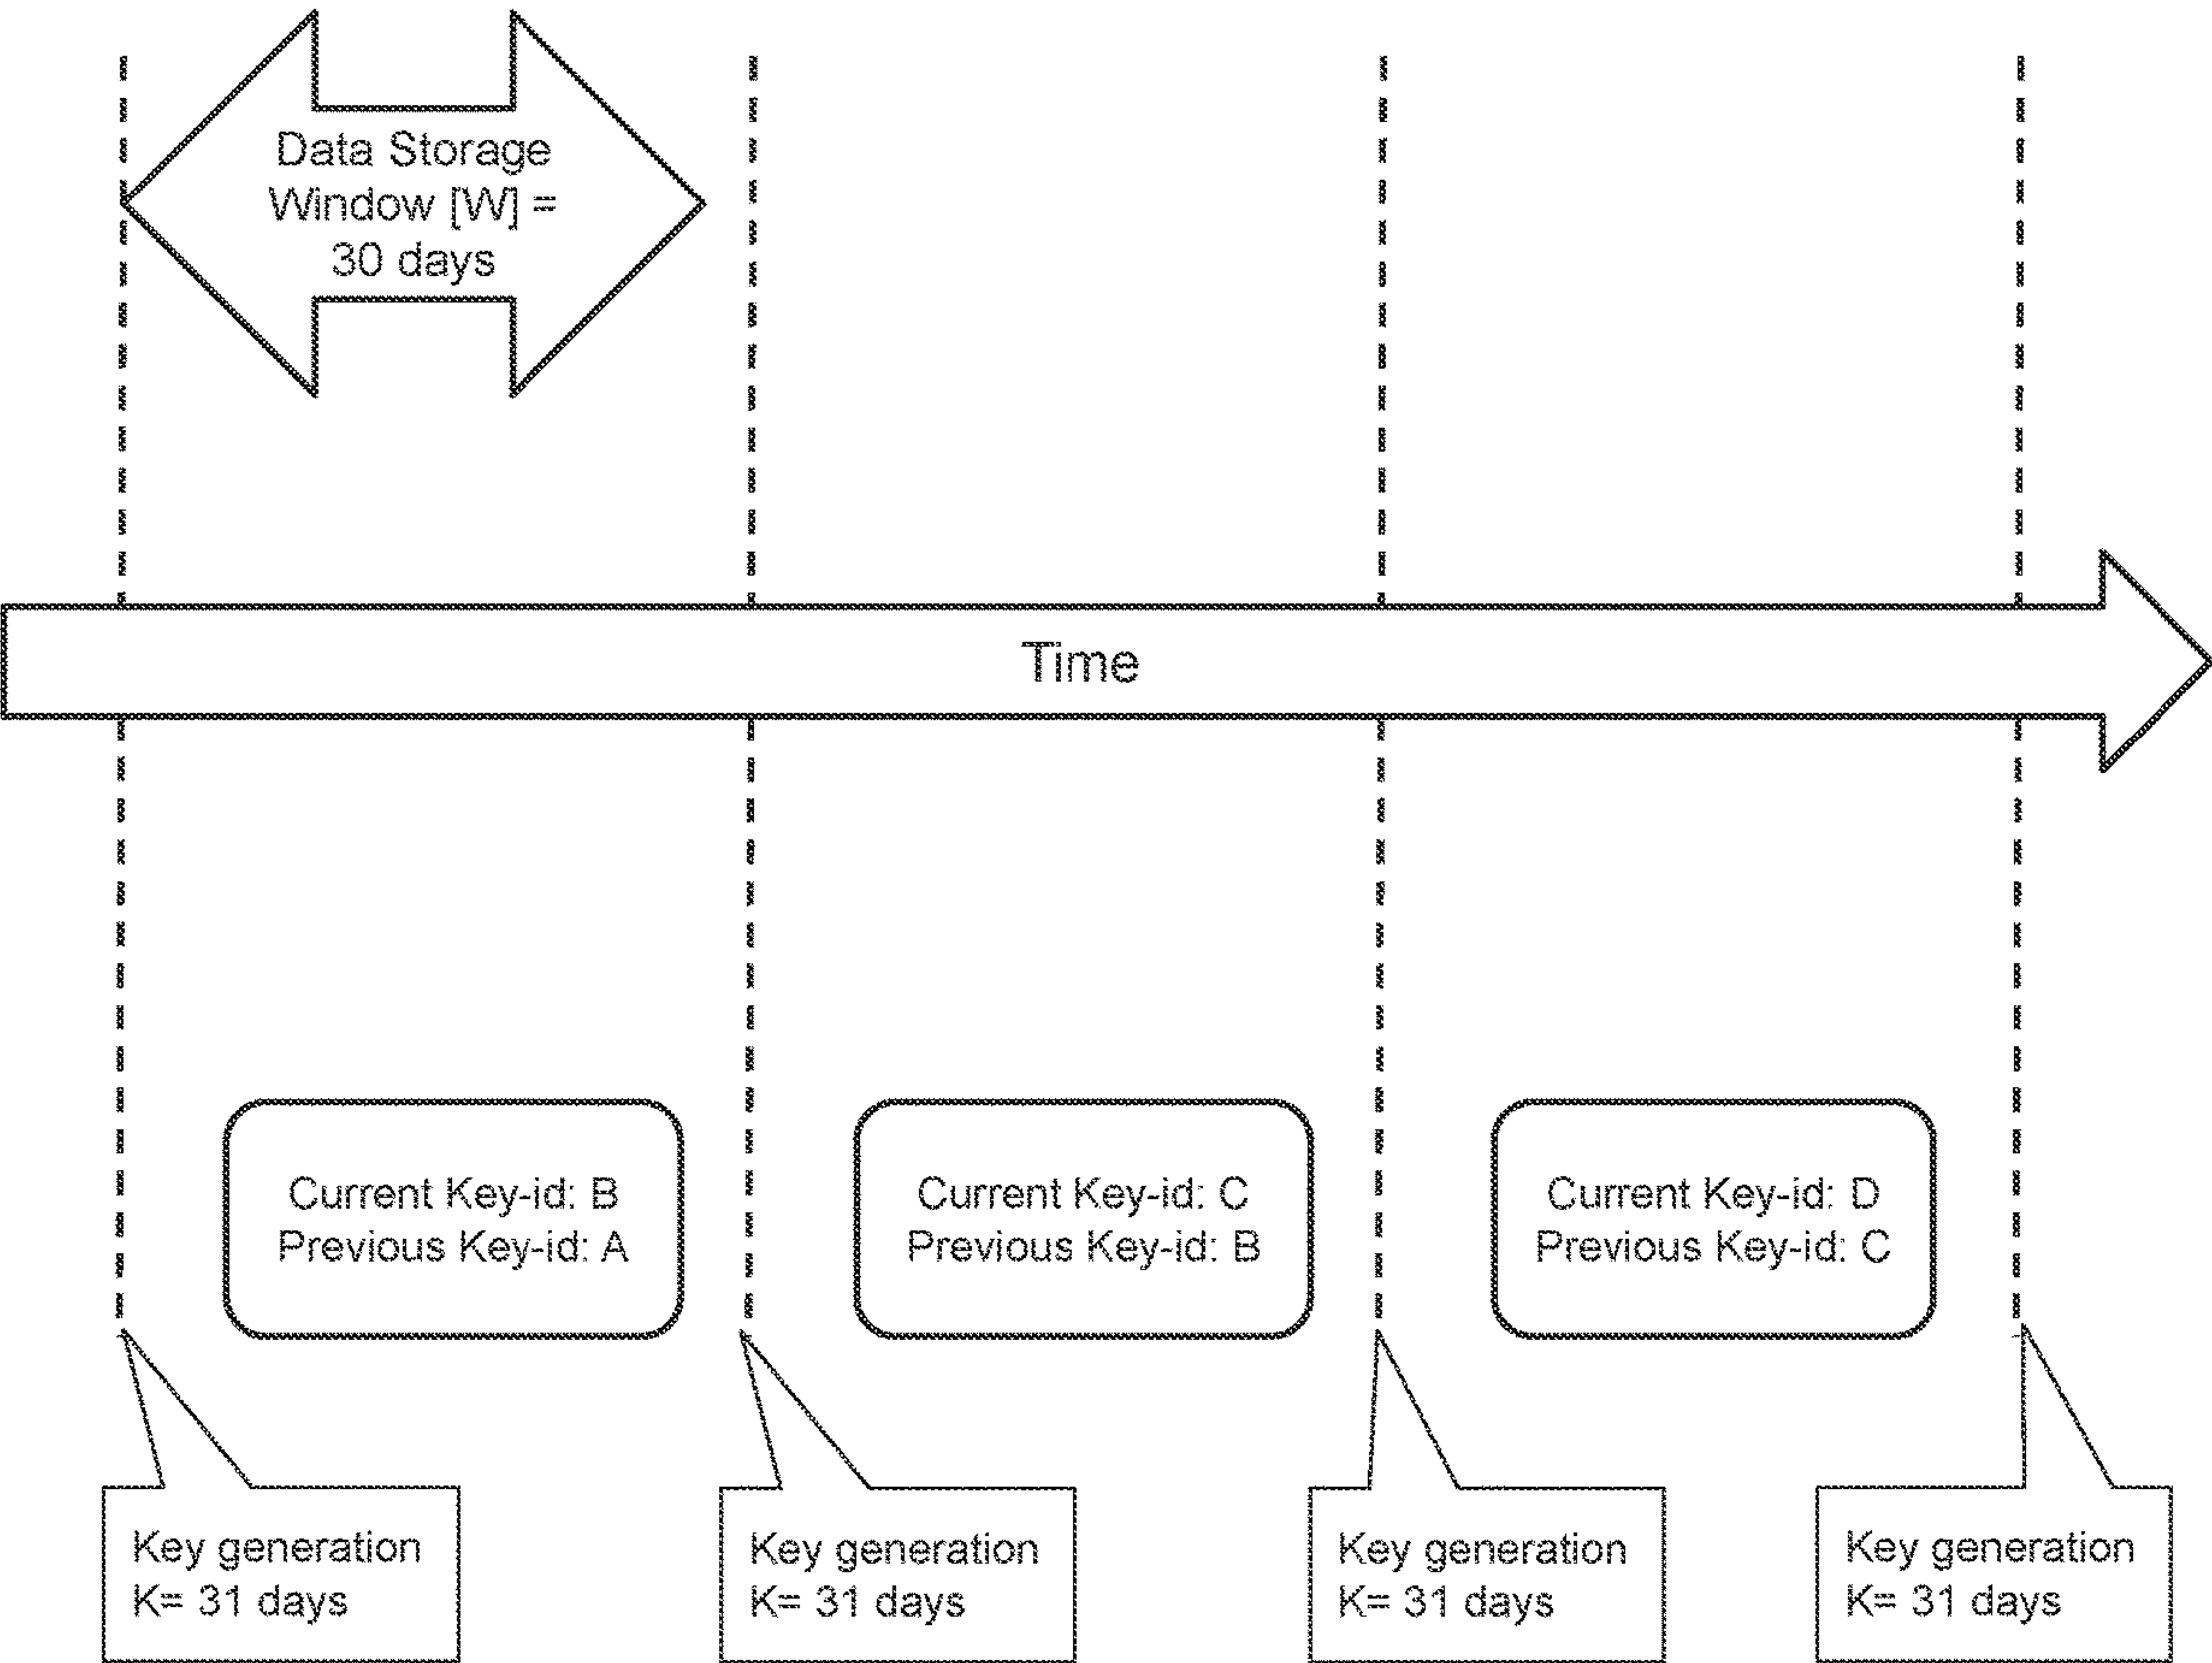 Data Storage
Window [W] =
30 days
Time
Current Key-id: B
Previous Key-id: A
Current Key-id: C
Previous Key-id: B
Current Key-id: D
Previous Key-id: C
Key generation
K= 31 days
Key generation
K= 31 days
Key generation
K= 31 days
Key generation
K= 31 days